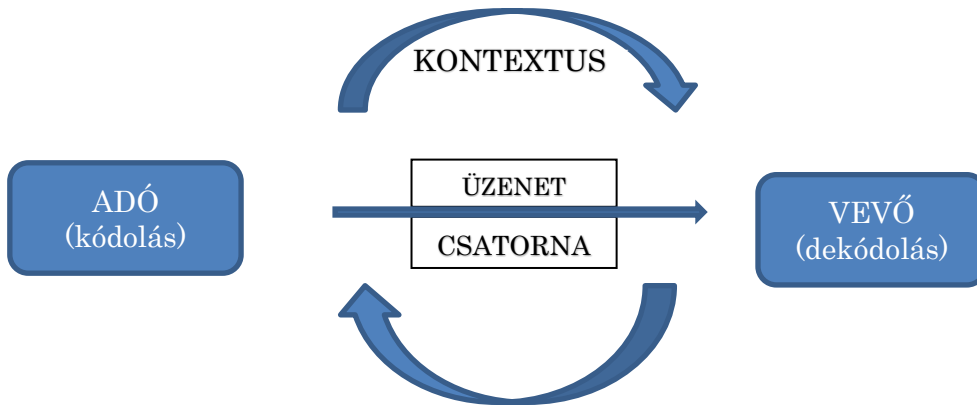 KONTEXTUS
ADÓ
(kódolás)
ÜZENET
CSATORNA
VEVŐ
(dekódolás)